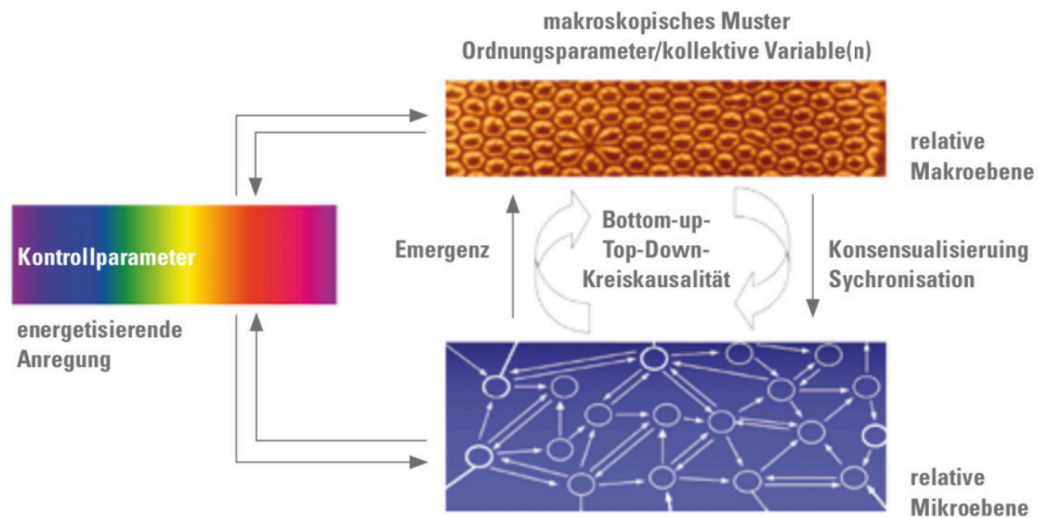 makroskopisches Muster
Ordnungsparameter/kollektive Variable(n)
relative
Makroebene
Kontrollparameter
energetisierende
Anregung
Emergenz
Bottom-up-
Top-Down-
Kreiskausalität
Konsensualisieruing
Sychronisation
relative
Mikroebene